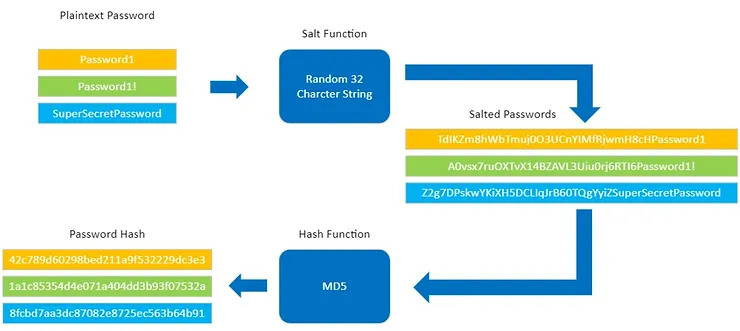 Plaintext Password
Password1
Password1!
SuperSecretPassword
Salt Function
Random 32
Charcter String
Salted Passwords
TdIKZm8hWbTmuj0O3UCnYIMfRjwmH8cHPassword1
A0vsx7ruOXTvX14BZAVL3Uiu0rj6RTI6Password1!
Z2g7DPskwYKiXH5DCLIqJrB60TQgYyiZSuperSecretPassword
Hash Function
MD5
Password Hash
42c789d60298bed211a9f532229dc3e3
1a1c85354d4e071a404dd3b93f07532a
8fcbd7aa3dc87082e8725ec563b64b91